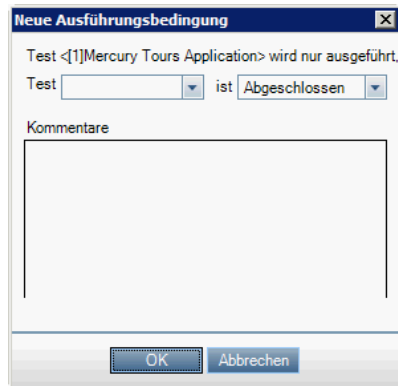 Neue Ausführungsbedingung
Test <[1]Mercury Tours Application> wird nur ausgeführt,
Test ist Abgeschlossen
Kommentare
OK Abbrechen